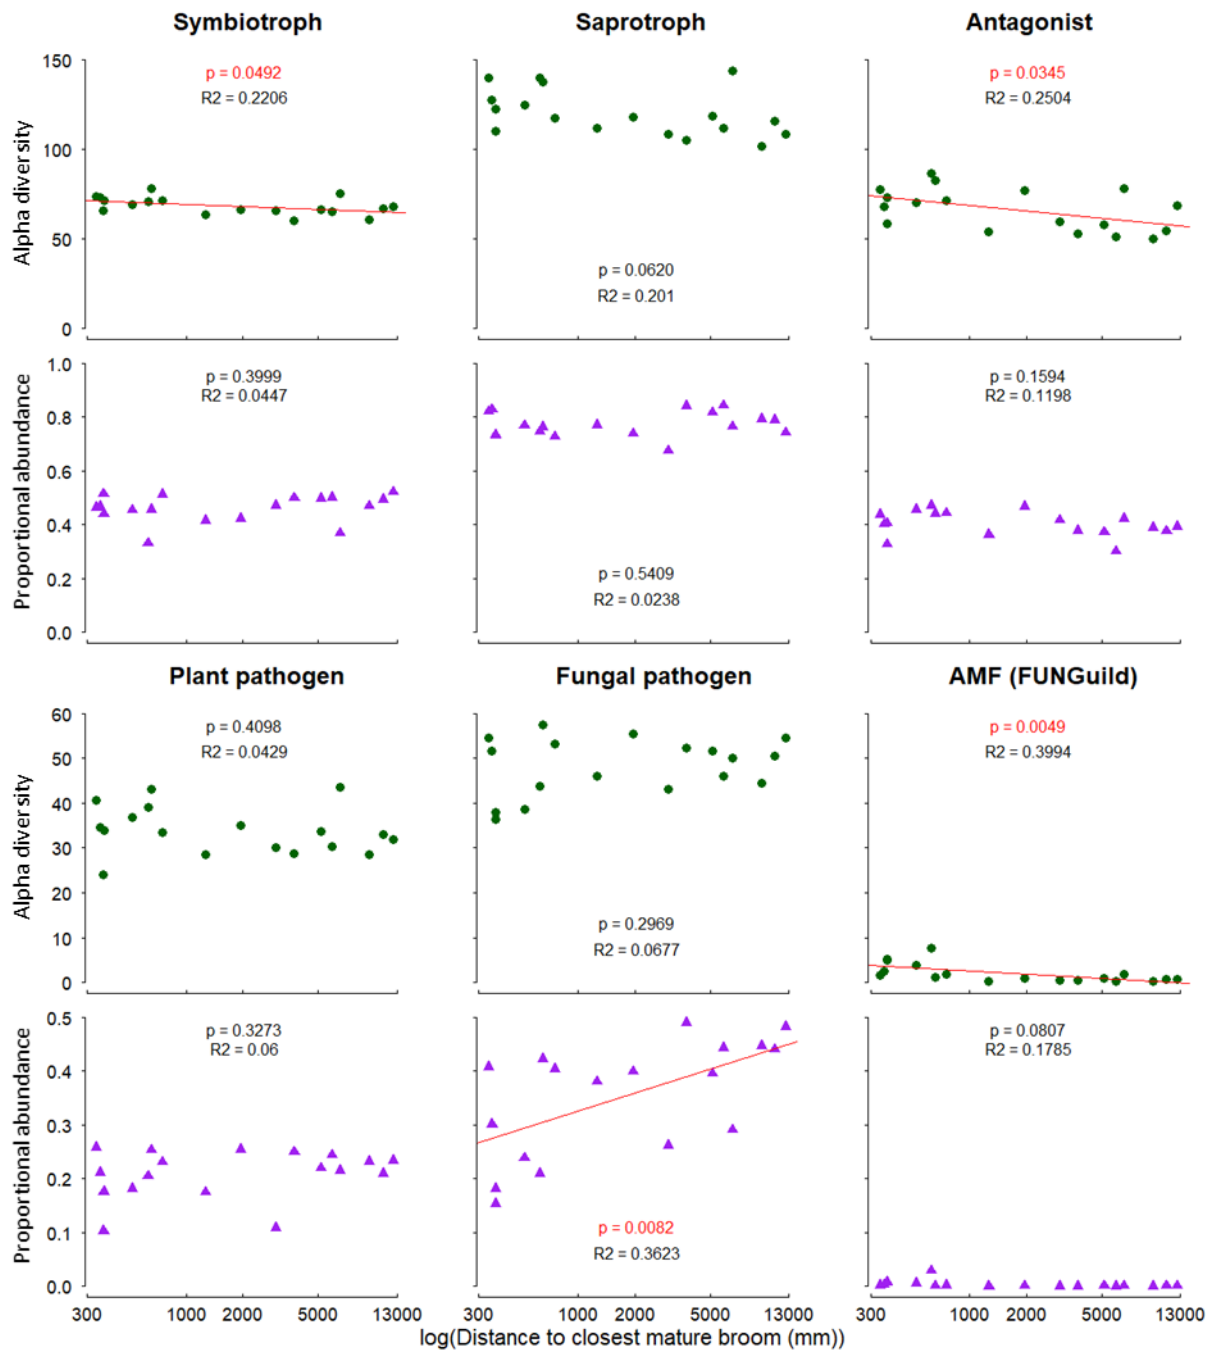 Symbiotroph
Saprotroph
Antagonist
Alpha diversity
150
100
50
0
p = 0.0492
R2 = 0.2206
p = 0.0620
R2 = 0.201
p = 0.0345
R2 = 0.2504
Proportional abundance
1.0
0.8
0.6
0.4
0.2
0.0
p = 0.3999
R2 = 0.0447
p = 0.5409
R2 = 0.0238
p = 0.1594
R2 = 0.1198
Plant pathogen
Fungal pathogen
AMF (FUNGuild)
Alpha diversity
60
50
40
30
20
10
0
p = 0.4098
R2 = 0.0429
p = 0.2969
R2 = 0.0677
p = 0.0049
R2 = 0.3994
Proportional abundance
0.5
0.4
0.3
0.2
0.1
0.0
p = 0.3273
R2 = 0.06
p = 0.0082
R2 = 0.3623
p = 0.0807
R2 = 0.1785
300 1000 2000 5000 13000
300 1000 2000 5000 13000
300 1000 2000 5000 13000
log(Distance to closest mature broom (mm))